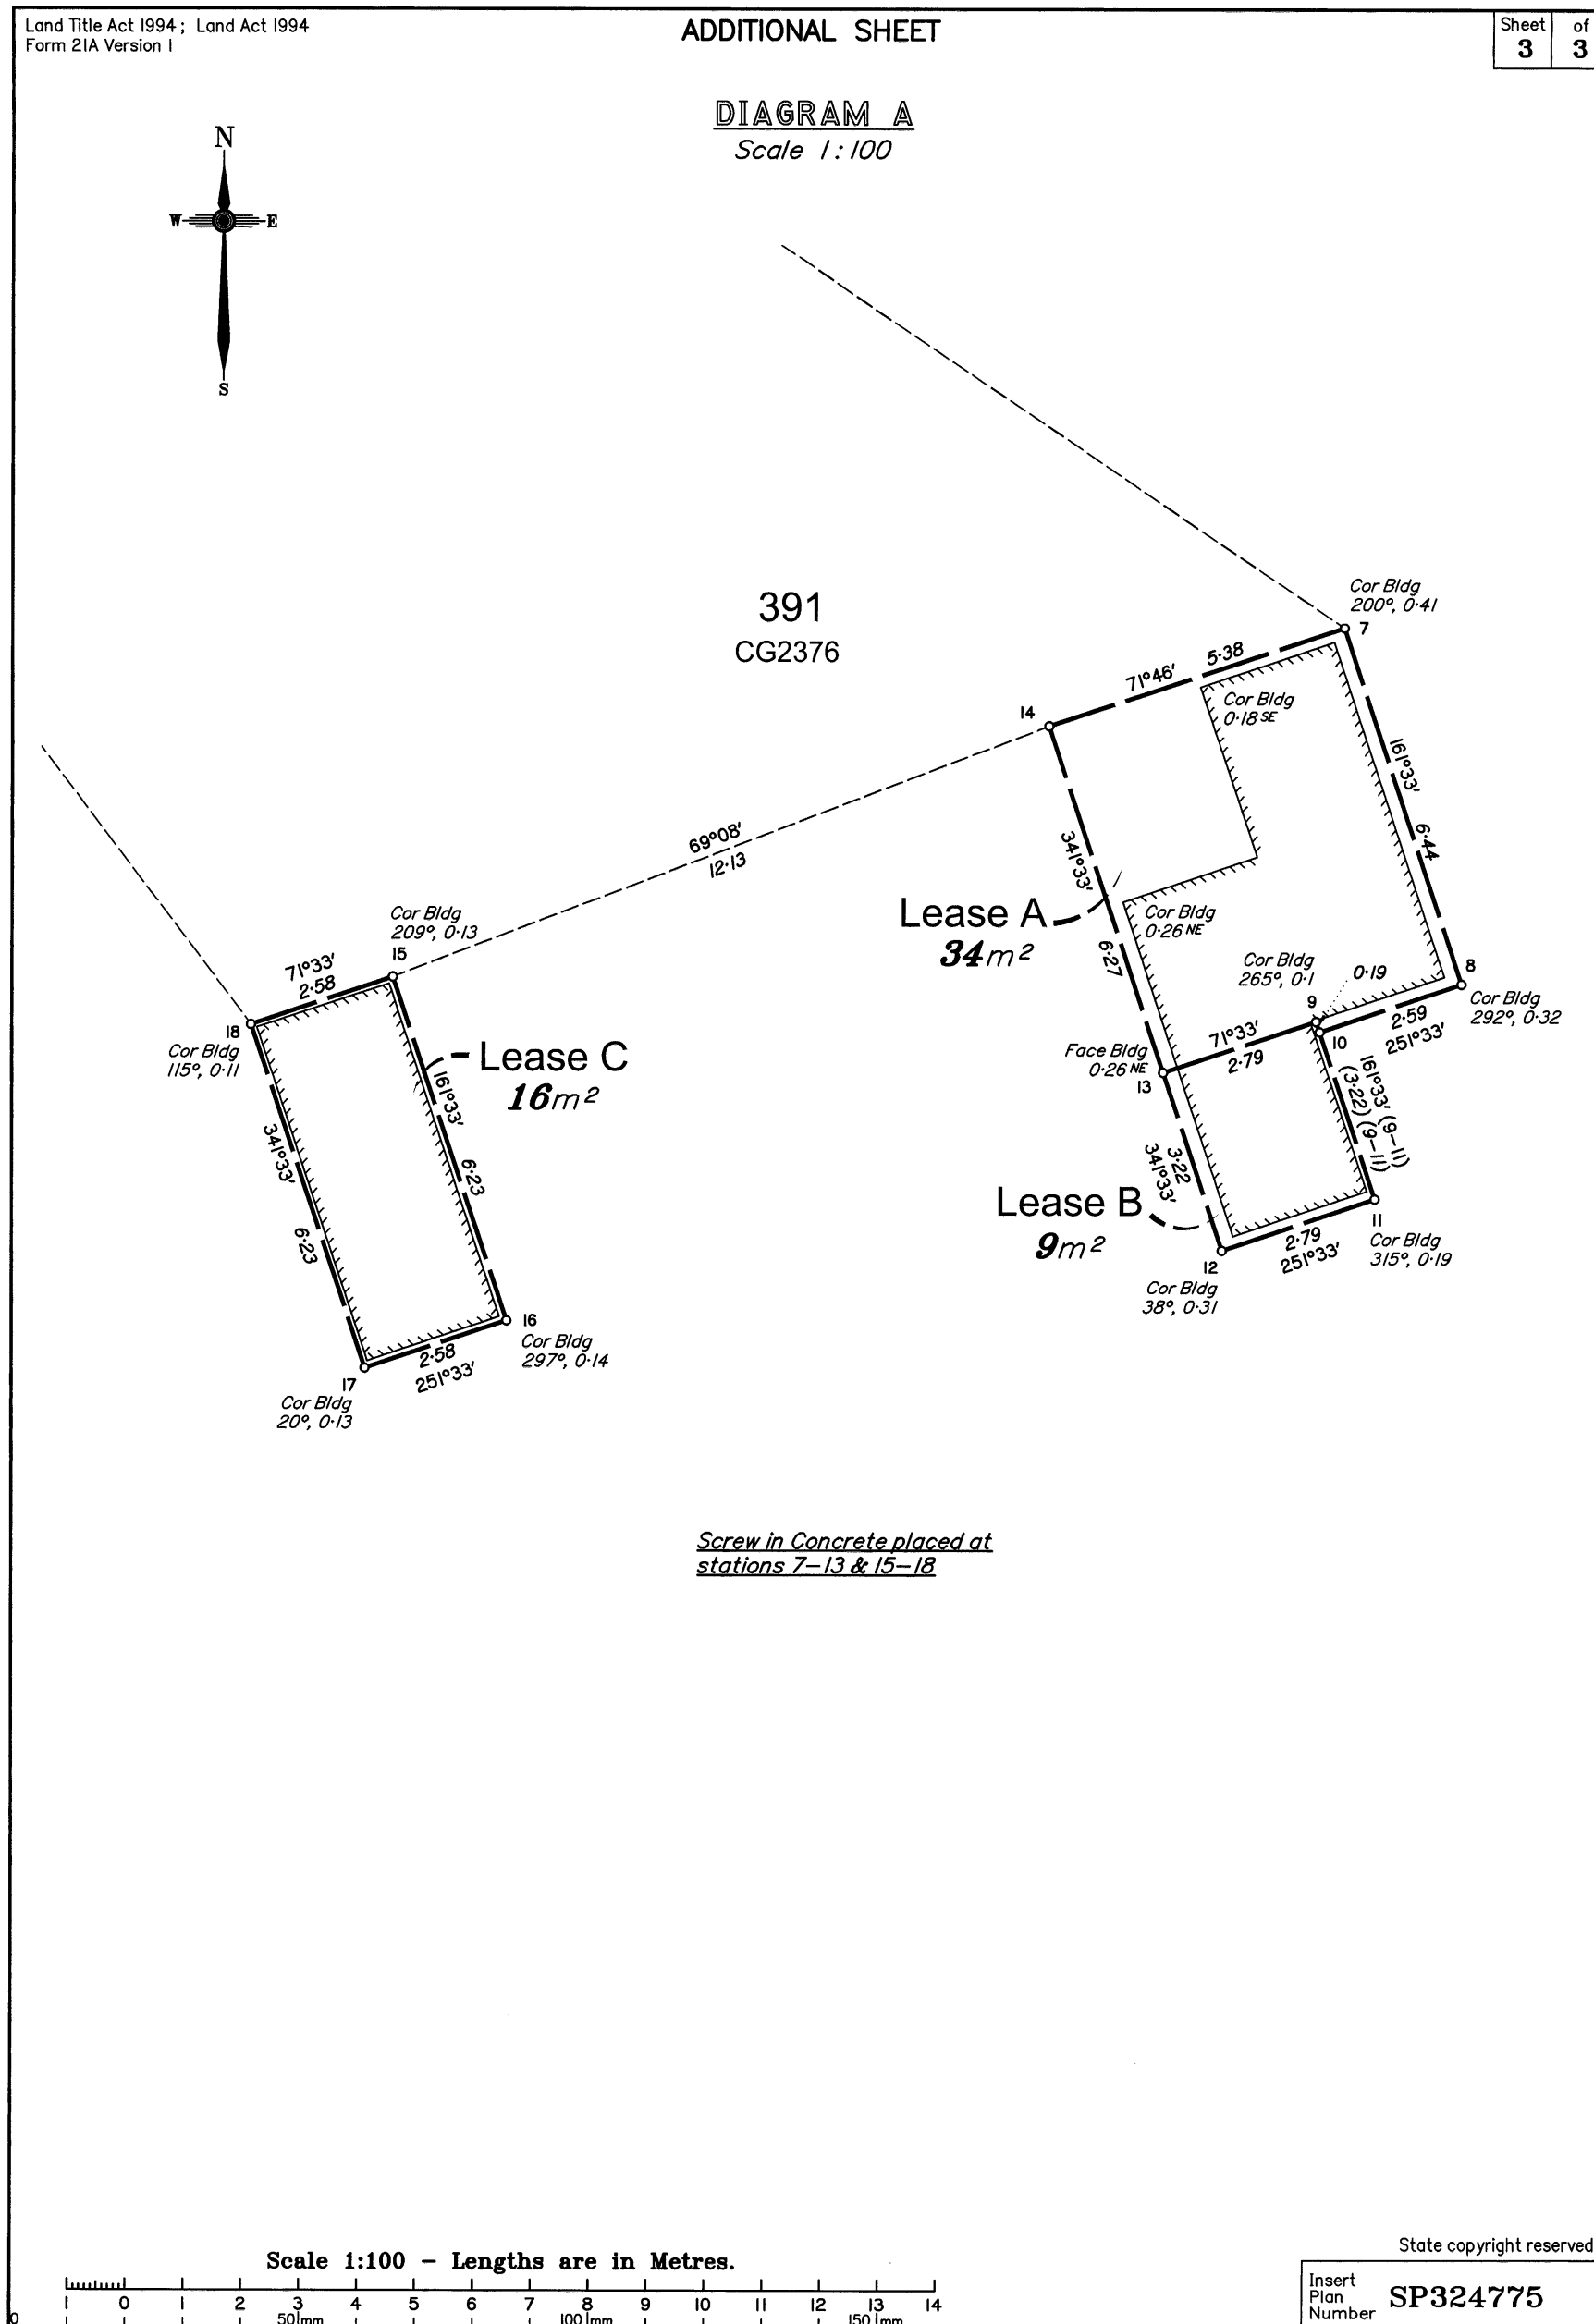 Land Title Act 1994 ; Land Act 1994
Form 21A Version 1
ADDITIONAL SHEET
Sheet of
3 3
DIAGRAM A
Scale 1:100
N
W E
S
391
CG2376
Cor Bldg
200°, 0·41
7
5·38
71°46′
Cor Bldg
0·18 SE
14
161°33′
6·44
69°08′
12·13
341°33′
6·27
Lease A
34m²
Cor Bldg
0·26 NE
Cor Bldg
209°, 0·13
15
71°33′
2·58
18
Cor Bldg
115°, 0·11
Lease C
16m²
161°33′
6·23
341°33′
6·23
Cor Bldg
265°, 0·1
0·19
9
8
Cor Bldg
292°, 0·32
10
2·59
251°33′
71°33′
2·79
Face Bldg
0·26 NE
13
161°33′ (9–11)
(3·22) (9–11)
3·22
341°33′
Lease B
9m²
11
Cor Bldg
315°, 0·19
2·79
251°33′
12
Cor Bldg
38°, 0·31
16
Cor Bldg
297°, 0·14
2·58
251°33′
17
Cor Bldg
20°, 0·13
Screw in Concrete placed at
stations 7–13 & 15–18
State copyright reserved
Scale 1:100 – Lengths are in Metres.
1 0 1 2 3 4 5 6 7 8 9 10 11 12 13 14
0 50 mm 100 mm 150 mm
Insert
Plan
Number
SP324775